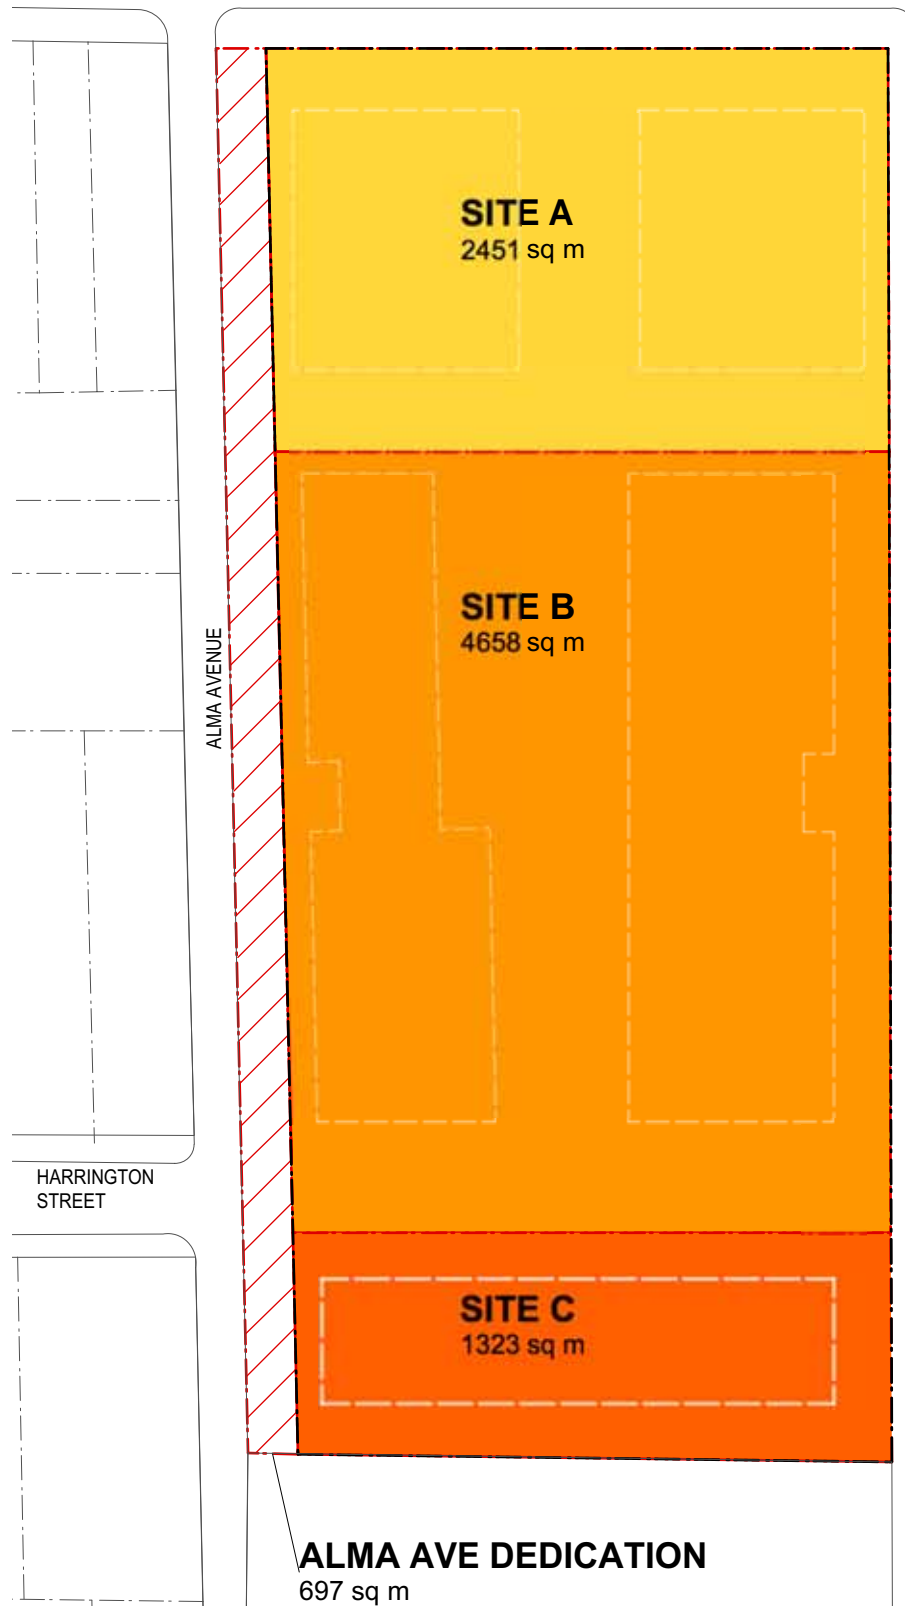 SITE A
2451 sq m
SITE B
4658 sq m
ALMA AVENUE
HARRINGTON
STREET
SITE C
1323 sq m
ALMA AVE DEDICATION
697 sq m